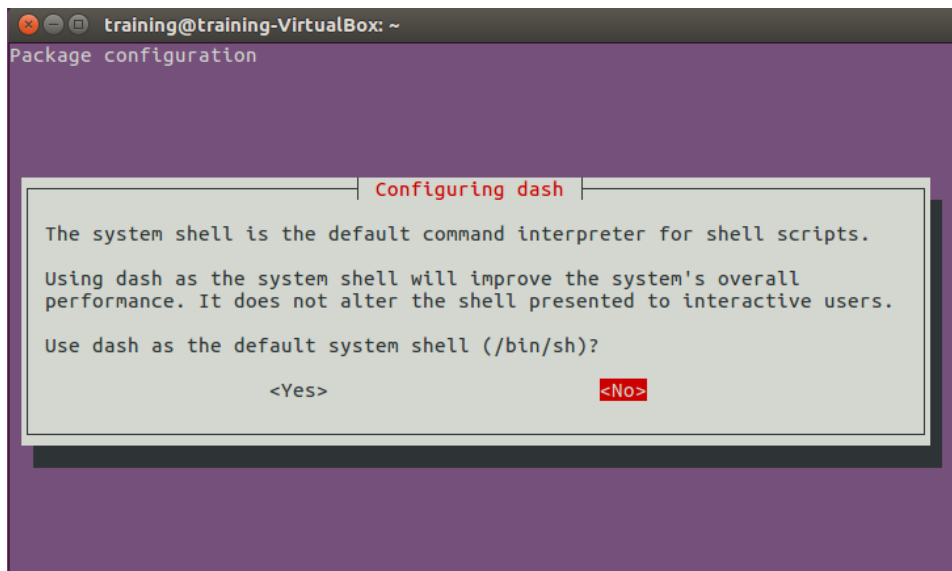 training@training-VirtualBox: ~
Package configuration
Configuring dash
The system shell is the default command interpreter for shell scripts.
Using dash as the system shell will improve the system's overall
performance. It does not alter the shell presented to interactive users.
Use dash as the default system shell (/bin/sh)?
<Yes> <No>